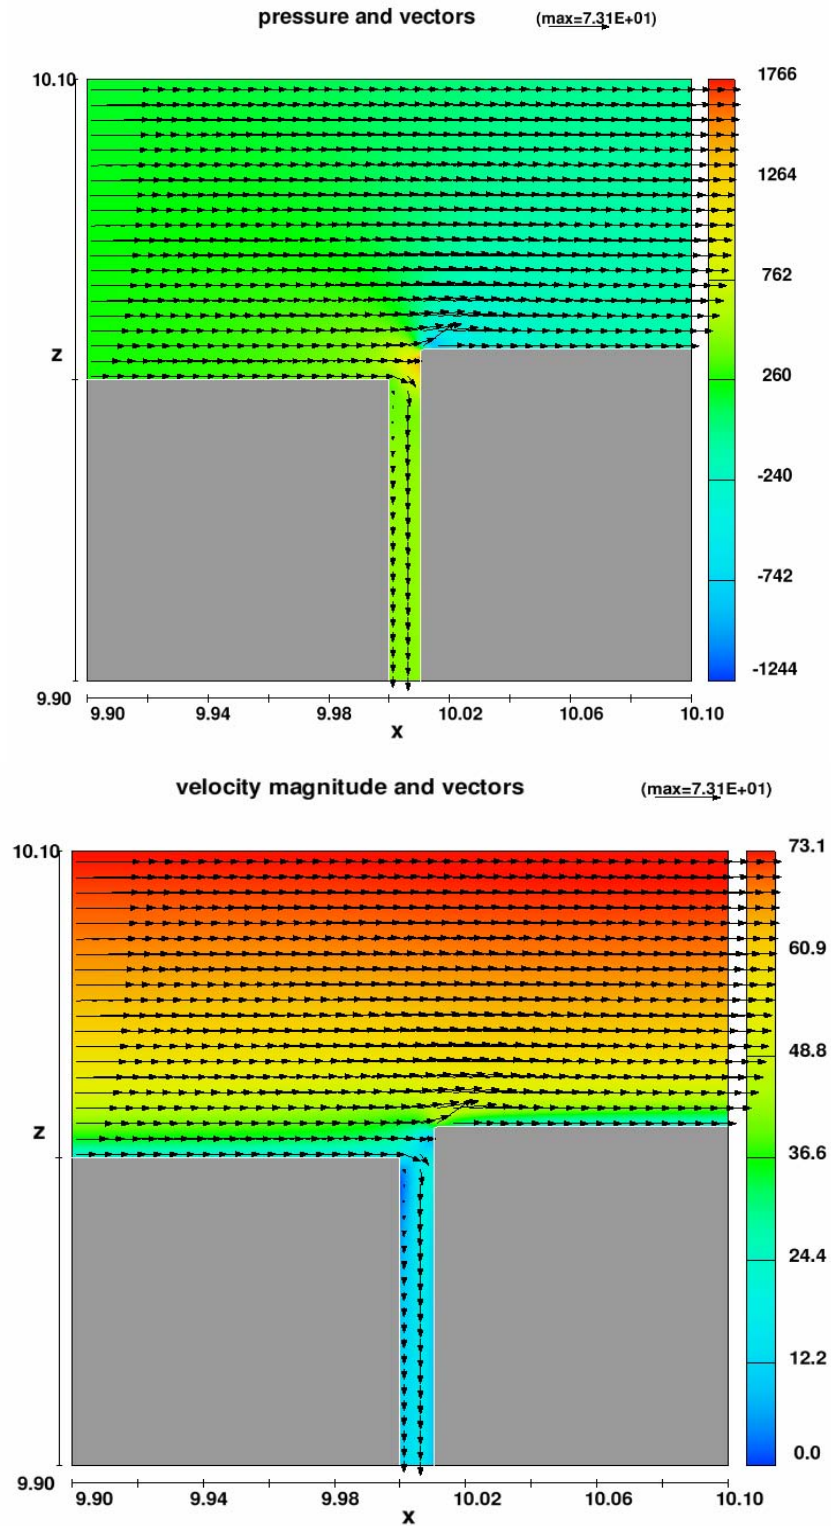 pressure and vectors (max=7.31E+01)
10.10
1766
1264
762
z
260
-240
-742
-1244
9.90
9.90 9.94 9.98 10.02 10.06 10.10
x
velocity magnitude and vectors (max=7.31E+01)
10.10
73.1
60.9
48.8
z
36.6
24.4
12.2
0.0
9.90
9.90 9.94 9.98 10.02 10.06 10.10
x